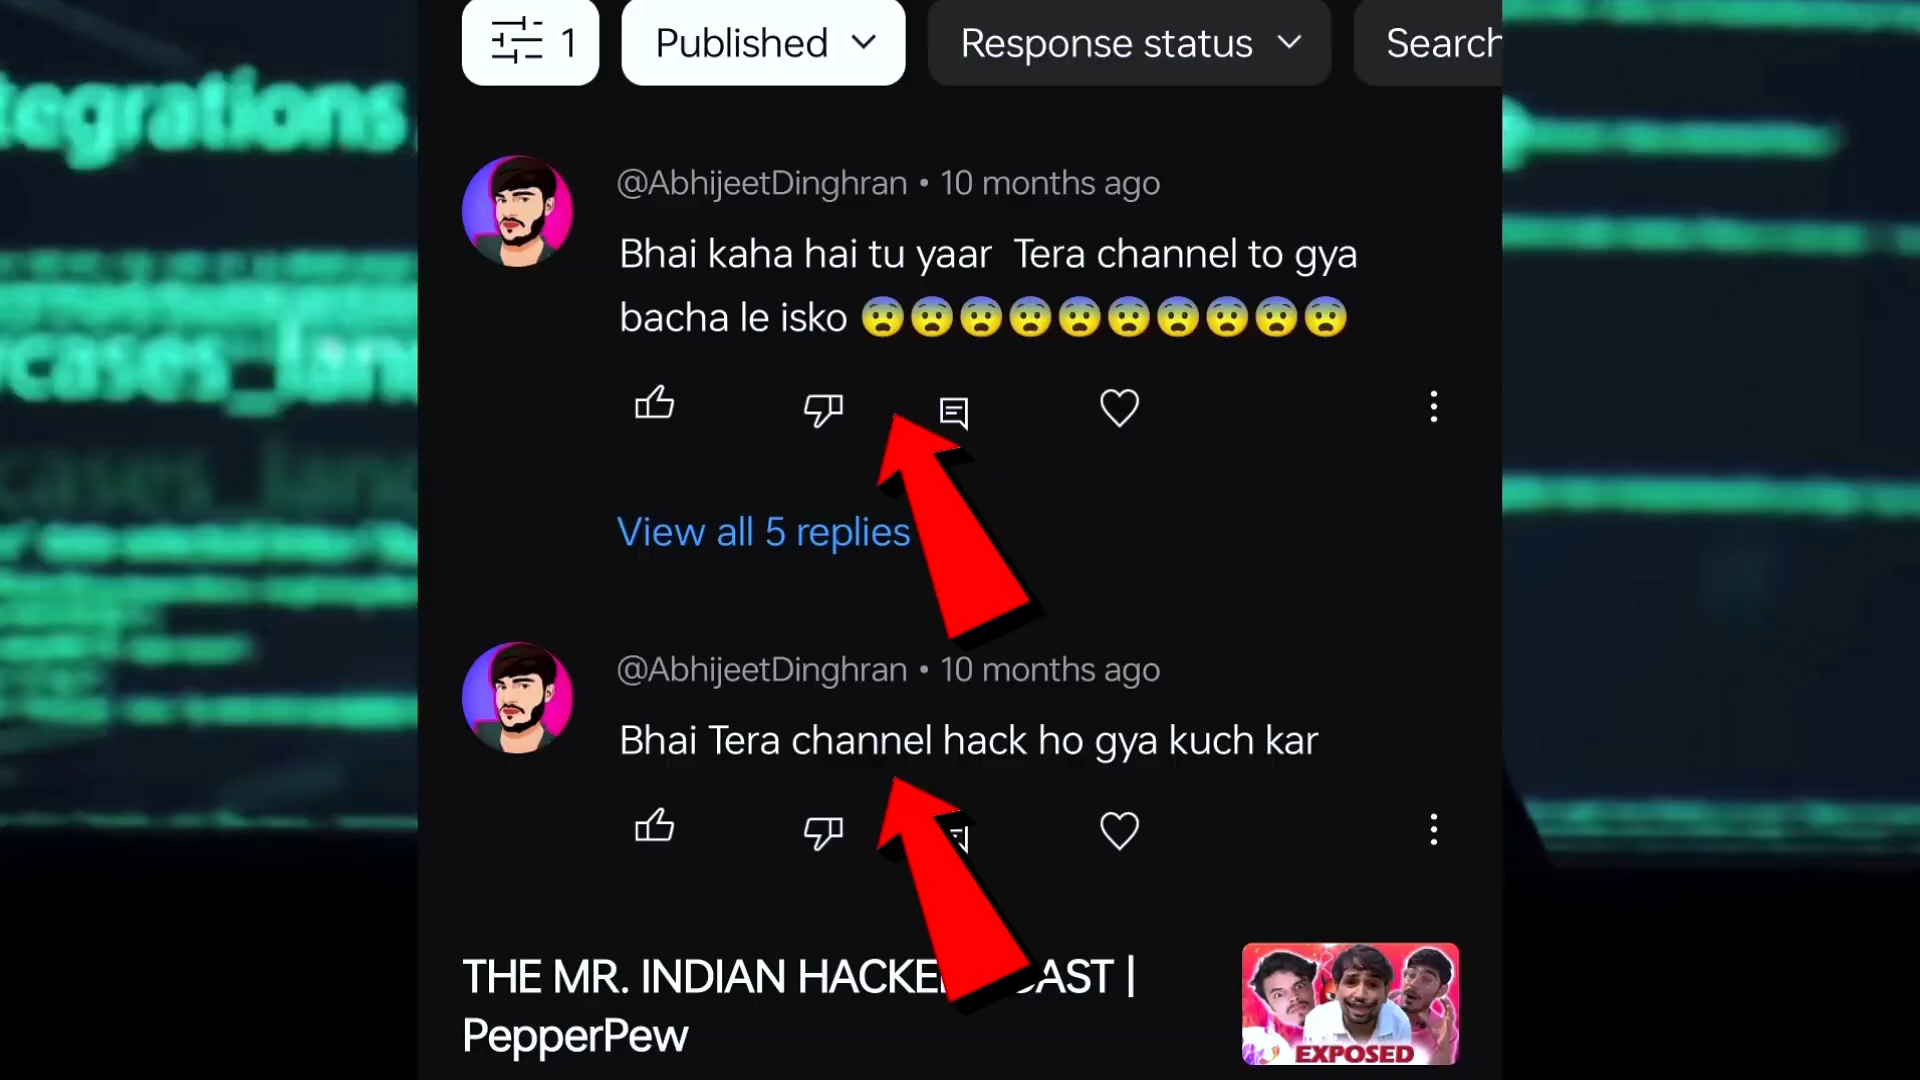 1 Published Response status Search
tegrations
@AbhijeetDinghran • 10 months ago
Bhai kaha hai tu yaar Tera channel to gya
bacha le isko 😨😨😨😨😨😨😨😨😨😨
View all 5 replies
@AbhijeetDinghran • 10 months ago
Bhai Tera channel hack ho gya kuch kar
THE MR. INDIAN HACKE AST |
PepperPew
EXPOSED